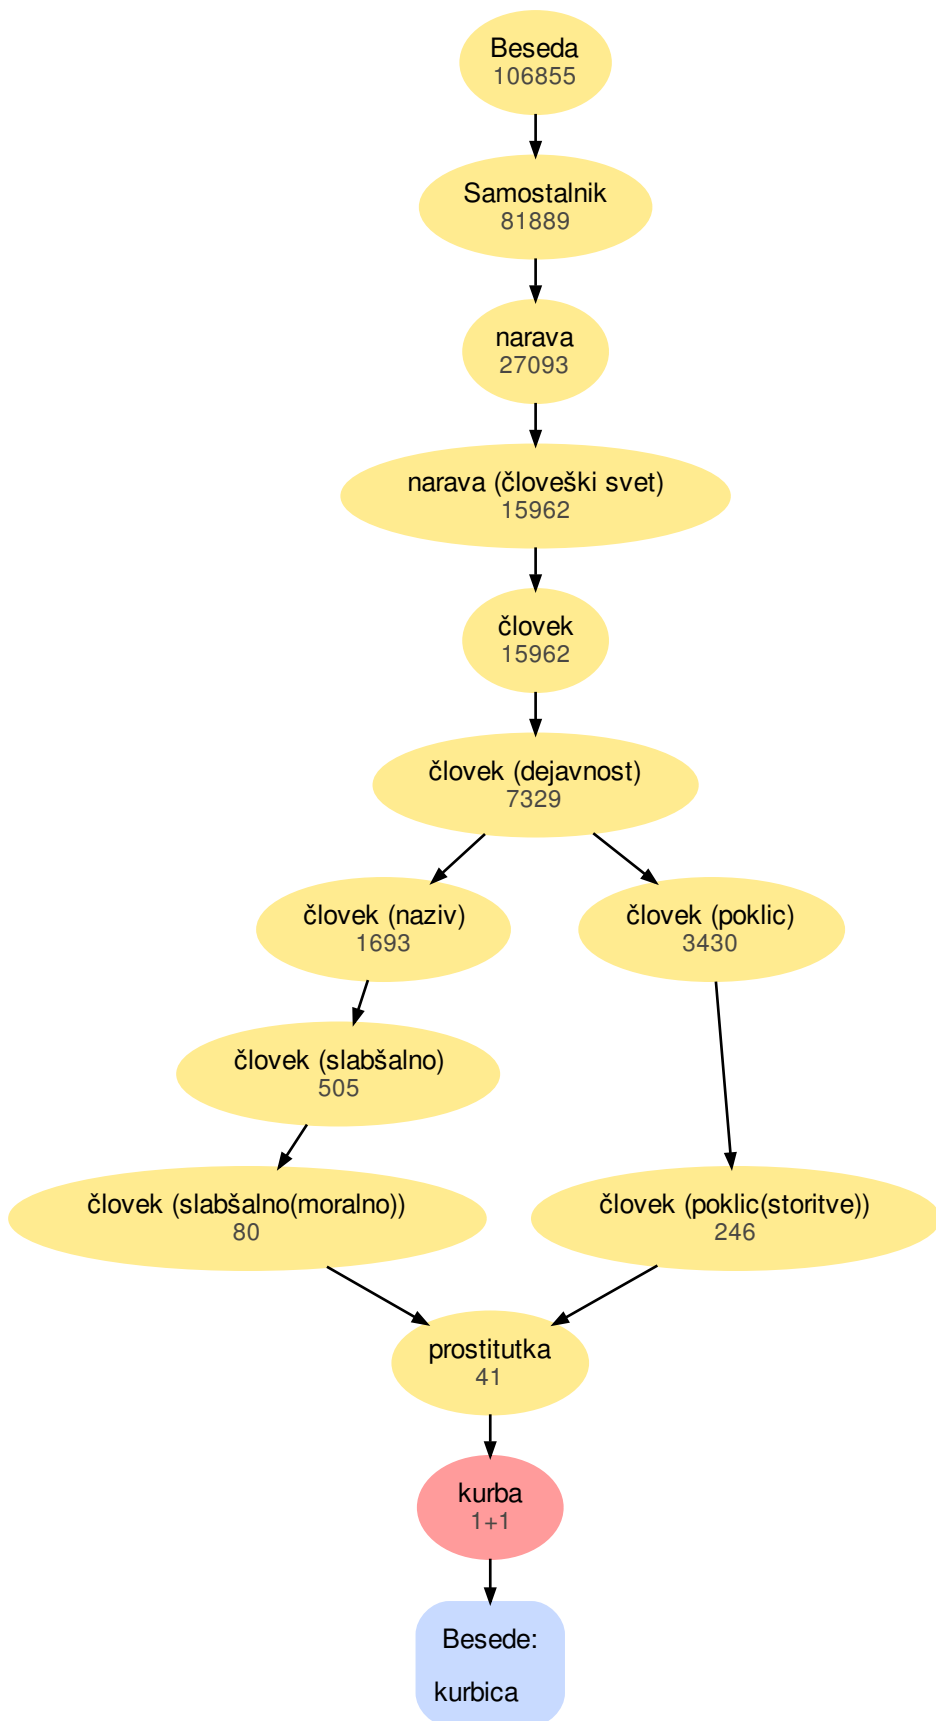 Beseda
106855
Samostalnik
81889
narava
27093
narava (človeški svet)
15962
človek
15962
človek (dejavnost)
7329
človek (naziv)
1693
človek (poklic)
3430
človek (slabšalno)
505
človek (slabšalno(moralno))
80
človek (poklic(storitve))
246
prostitutka
41
kurba
1+1
Besede:
kurbica